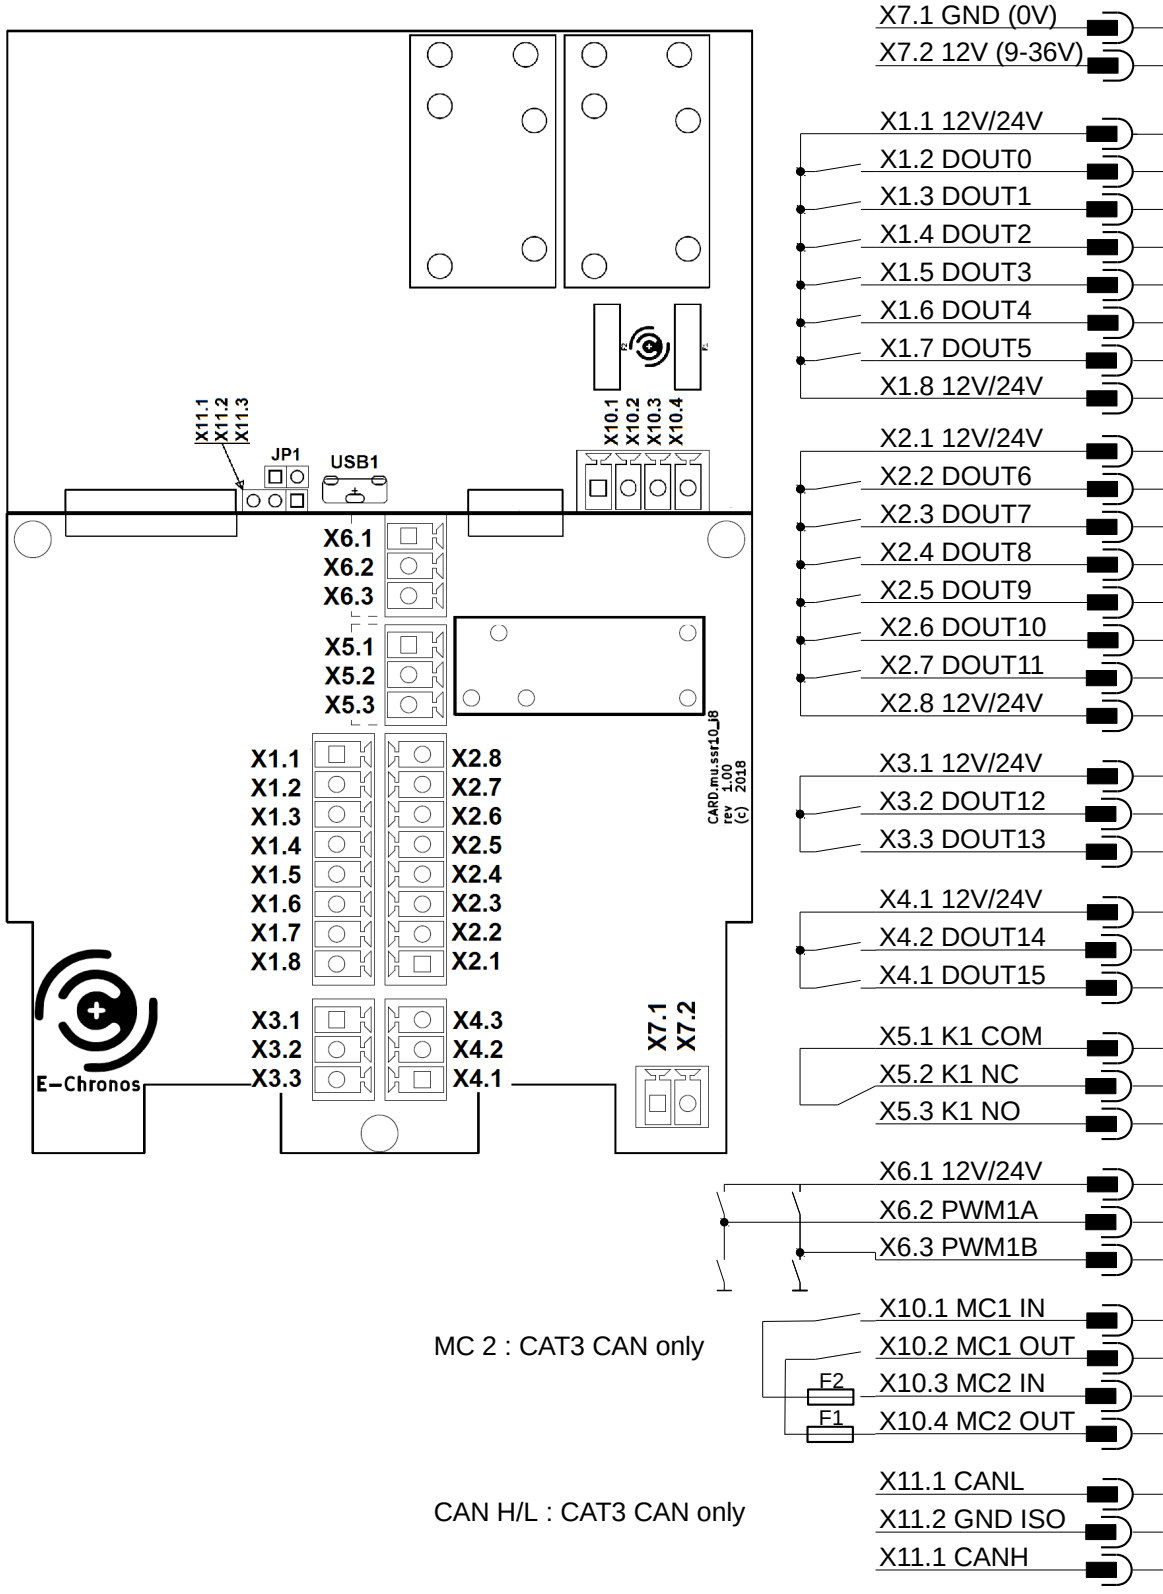 X7.1 GND (0V)
X7.2 12V (9-36V)
X1.1 12V/24V
X1.2 DOUT0
X1.3 DOUT1
X1.4 DOUT2
X1.5 DOUT3
X1.6 DOUT4
X1.7 DOUT5
X1.8 12V/24V
X2.1 12V/24V
X2.2 DOUT6
X2.3 DOUT7
X2.4 DOUT8
X2.5 DOUT9
X2.6 DOUT10
X2.7 DOUT11
X2.8 12V/24V
X3.1 12V/24V
X3.2 DOUT12
X3.3 DOUT13
X4.1 12V/24V
X4.2 DOUT14
X4.1 DOUT15
X5.1 K1 COM
X5.2 K1 NC
X5.3 K1 NO
X6.1 12V/24V
X6.2 PWM1A
X6.3 PWM1B
X10.1 MC1 IN
X10.2 MC1 OUT
F2
X10.3 MC2 IN
F1
X10.4 MC2 OUT
X11.1 CANL
X11.2 GND ISO
X11.1 CANH
F2
F1
X10.1
X10.2
X10.3
X10.4
X11.1
X11.2
X11.3
JP1
USB1
X6.1
X6.2
X6.3
X5.1
X5.2
X5.3
CARD.mu.ssr10_i8
rev 1.00
(c) 2018
X1.1
X1.2
X1.3
X1.4
X1.5
X1.6
X1.7
X1.8
X2.8
X2.7
X2.6
X2.5
X2.4
X2.3
X2.2
X2.1
X3.1
X3.2
X3.3
X4.3
X4.2
X4.1
X7.1
X7.2
E-Chronos
MC 2 : CAT3 CAN only
CAN H/L : CAT3 CAN only